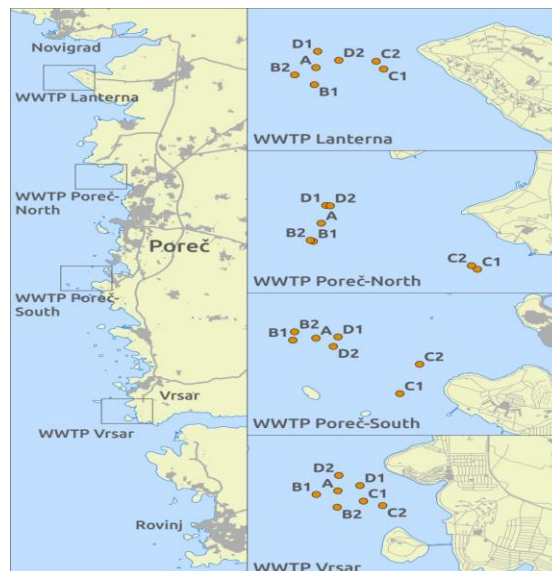 Novigrad
WWTP Lanterna
WWTP Poreč-
North
Poreč
WWTP Poreč-
South
Vrsar
WWTP Vrsar
Rovinj
D1
D2
C2
A
B2
C1
B1
WWTP Lanterna
D1
D2
A
B2
B1
C2
C1
WWTP Poreč-North
B1
B2
A
D1
D2
C2
C1
WWTP Poreč-South
D2
D1
A
B1
C1
B2
C2
WWTP Vrsar